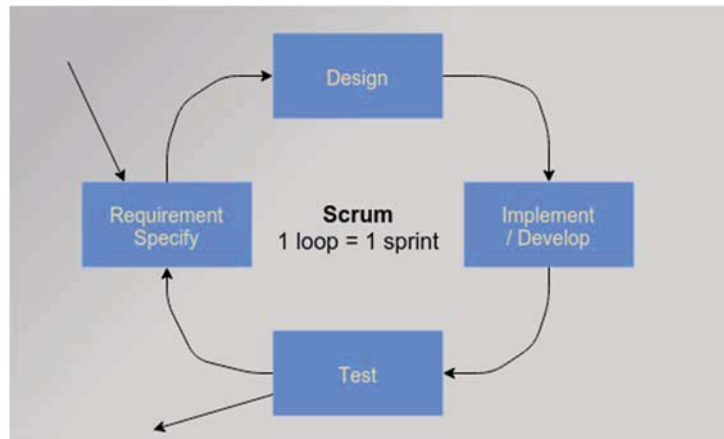 Design
Requirement
Specify
Scrum
1 loop = 1 sprint
Implement
/ Develop
Test